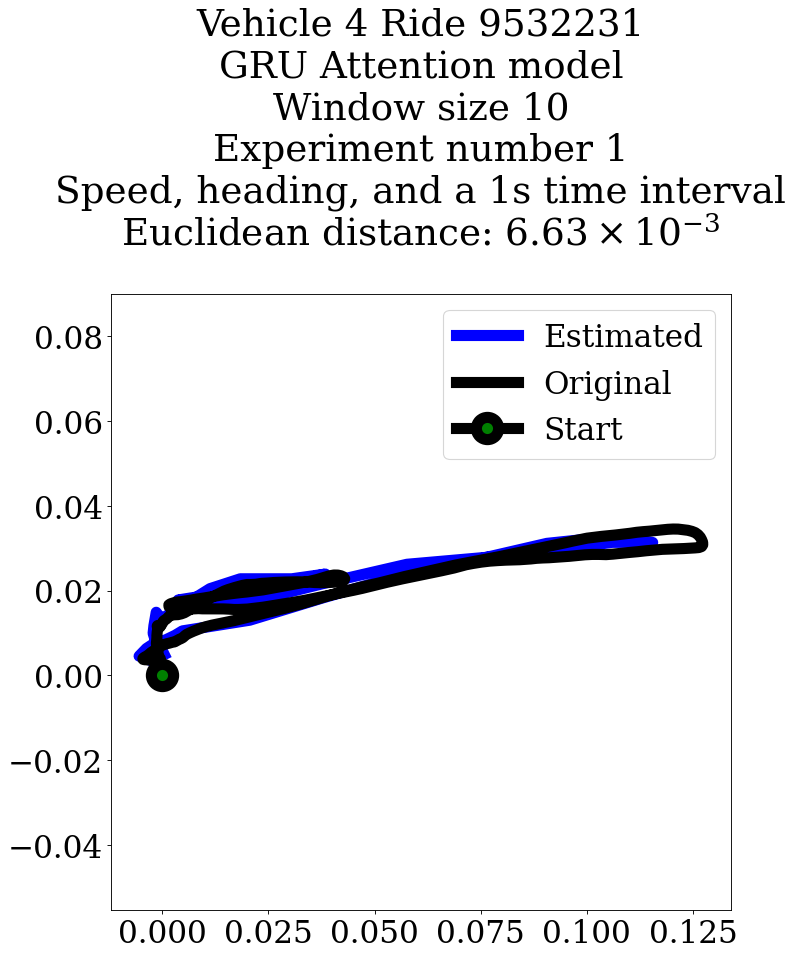 Vehicle 4 Ride 9532231
GRU Attention model
Window size 10
Experiment number 1
Speed, heading, and a 1s time interval
Euclidean distance: 6.63 × 10⁻³
Estimated
Original
Start
0.08
0.06
0.04
0.02
0.00
−0.02
−0.04
0.000 0.025 0.050 0.075 0.100 0.125